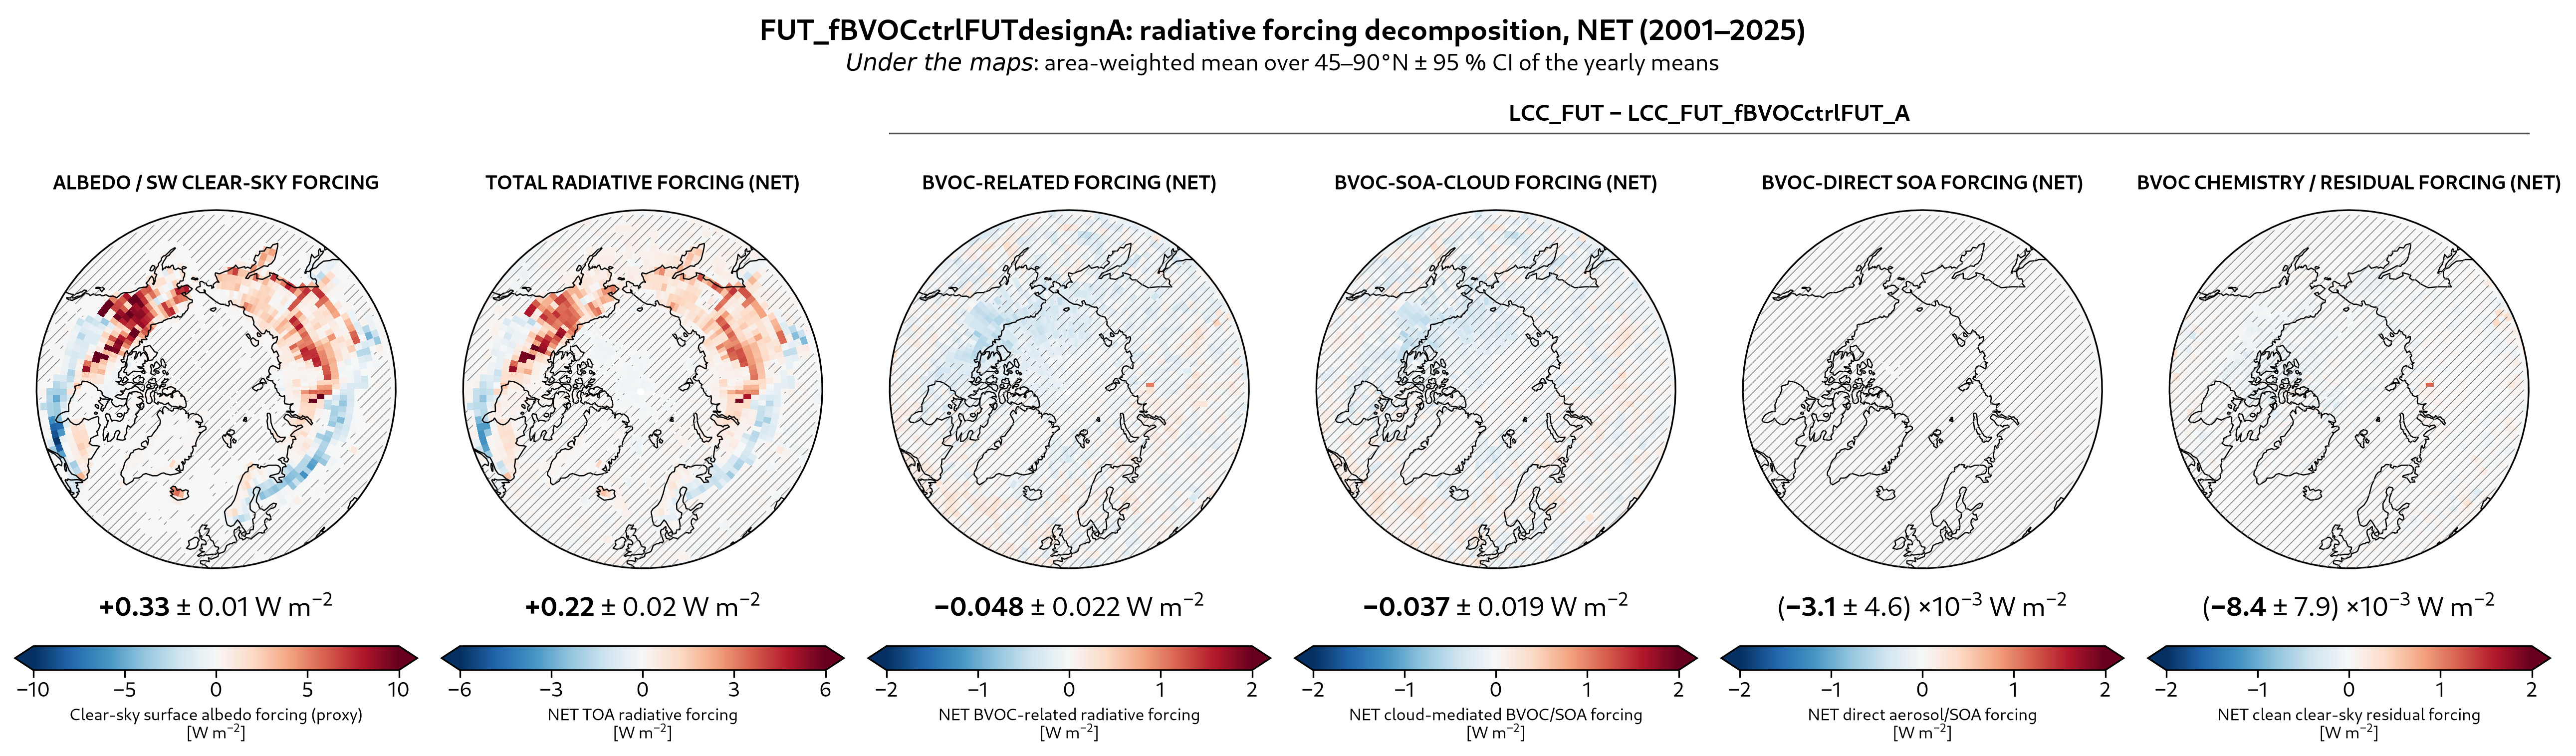 FUT_fBVOCctrlFUTdesignA: radiative forcing decomposition, NET (2001–2025)
Under the maps: area-weighted mean over 45–90°N ± 95 % CI of the yearly means
LCC_FUT − LCC_FUT_fBVOCctrlFUT_A
ALBEDO / SW CLEAR-SKY FORCING
TOTAL RADIATIVE FORCING (NET)
BVOC-RELATED FORCING (NET)
BVOC-SOA-CLOUD FORCING (NET)
BVOC-DIRECT SOA FORCING (NET)
BVOC CHEMISTRY / RESIDUAL FORCING (NET)
+0.33 ± 0.01 W m⁻²
+0.22 ± 0.02 W m⁻²
−0.048 ± 0.022 W m⁻²
−0.037 ± 0.019 W m⁻²
(−3.1 ± 4.6) ×10⁻³ W m⁻²
(−8.4 ± 7.9) ×10⁻³ W m⁻²
−10 −5 0 5 10
−6 −3 0 3 6
−2 −1 0 1 2
−2 −1 0 1 2
−2 −1 0 1 2
−2 −1 0 1 2
Clear-sky surface albedo forcing (proxy)
[W m⁻²]
NET TOA radiative forcing
[W m⁻²]
NET BVOC-related radiative forcing
[W m⁻²]
NET cloud-mediated BVOC/SOA forcing
[W m⁻²]
NET direct aerosol/SOA forcing
[W m⁻²]
NET clean clear-sky residual forcing
[W m⁻²]